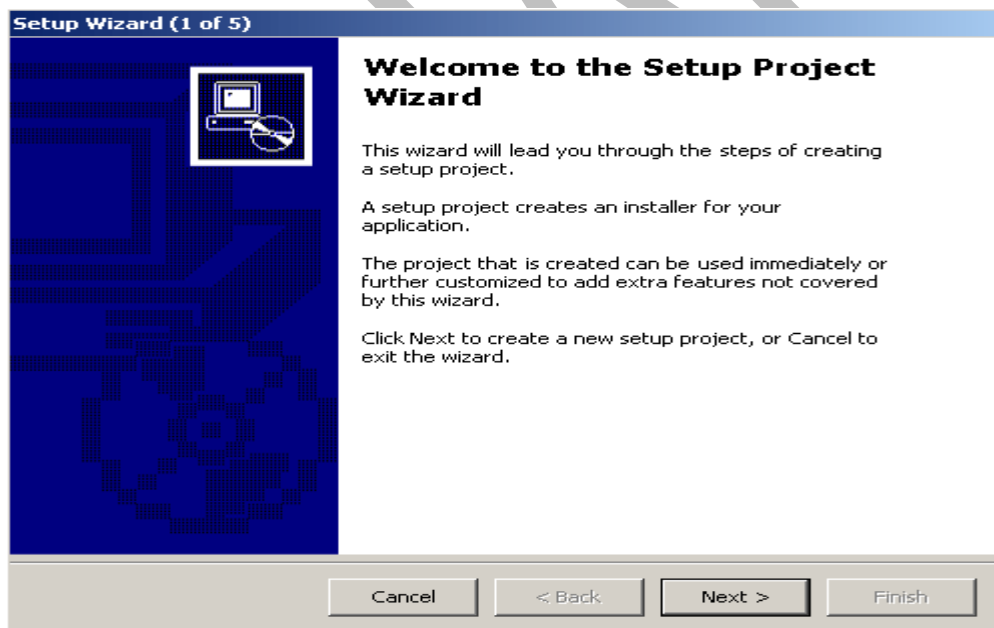 Setup Wizard (1 of 5)
Welcome to the Setup Project
Wizard
This wizard will lead you through the steps of creating
a setup project.
A setup project creates an installer for your
application.
The project that is created can be used immediately or
further customized to add extra features not covered
by this wizard.
Click Next to create a new setup project, or Cancel to
exit the wizard.
Cancel
< Back
Next >
Finish